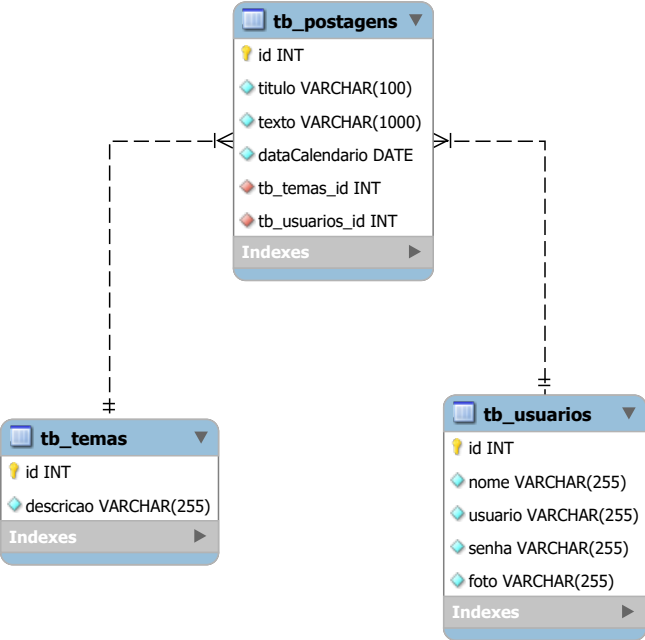 tb_postagens
id INT
titulo VARCHAR(100)
texto VARCHAR(1000)
dataCalendario DATE
tb_temas_id INT
tb_usuarios_id INT
Indexes
tb_temas
id INT
descricao VARCHAR(255)
Indexes
tb_usuarios
id INT
nome VARCHAR(255)
usuario VARCHAR(255)
senha VARCHAR(255)
foto VARCHAR(255)
Indexes